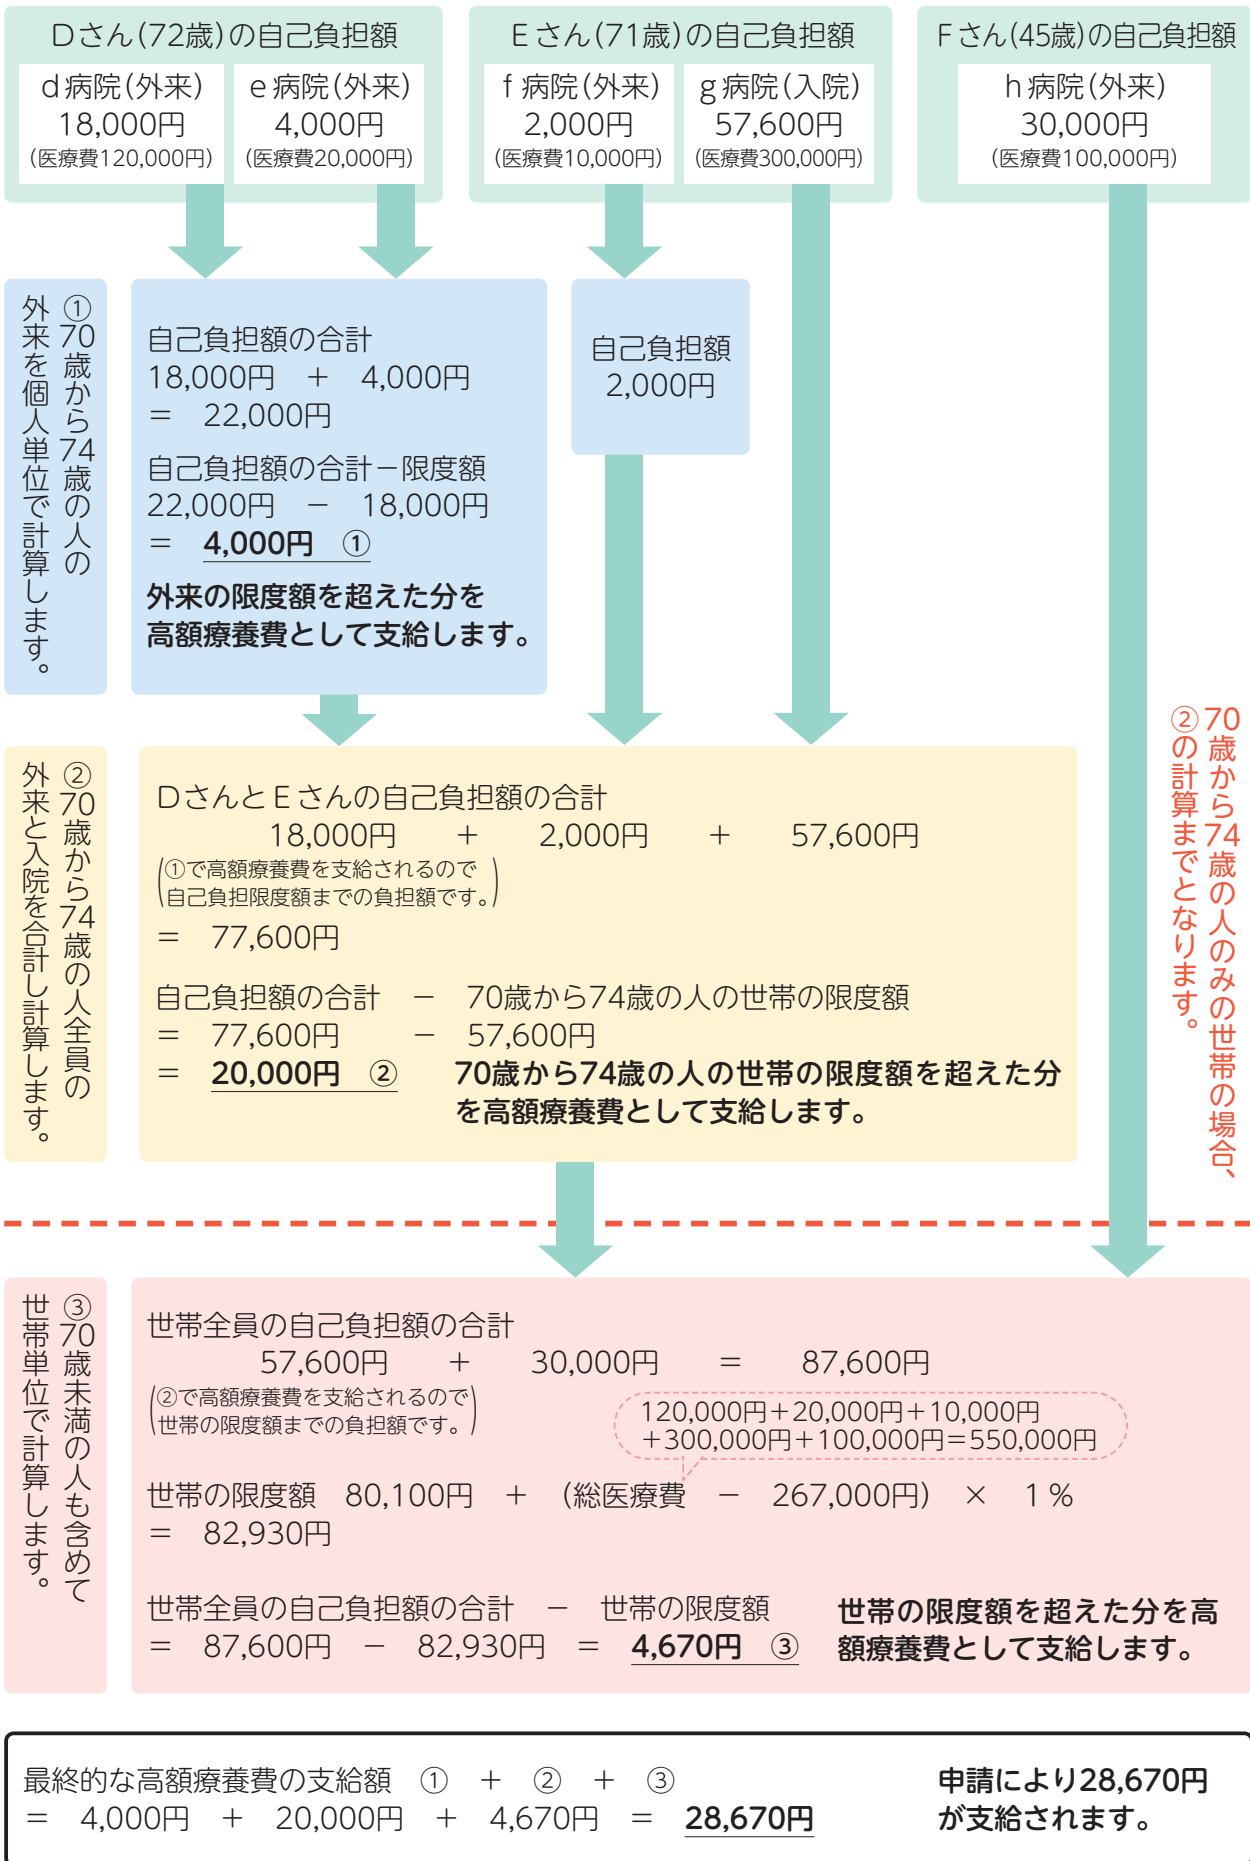 Dさん(72歳)の自己負担額
d病院(外来)
18,000円
(医療費120,000円)
e病院(外来)
4,000円
(医療費20,000円)
Eさん(71歳)の自己負担額
f病院(外来)
2,000円
(医療費10,000円)
g病院(入院)
57,600円
(医療費300,000円)
Fさん(45歳)の自己負担額
h病院(外来)
30,000円
(医療費100,000円)
①70歳から74歳の人の
外来を個人単位で計算します。
自己負担額の合計
18,000円 + 4,000円
= 22,000円
自己負担額の合計-限度額
22,000円 - 18,000円
= 4,000円 ①
外来の限度額を超えた分を
高額療養費として支給します。
自己負担額
2,000円
②70歳から74歳の人全員の
外来と入院を合計し計算します。
DさんとEさんの自己負担額の合計
18,000円 + 2,000円 + 57,600円
(①で高額療養費を支給されるので
自己負担限度額までの負担額です。)
= 77,600円
自己負担額の合計 - 70歳から74歳の人の世帯の限度額
= 77,600円 - 57,600円
= 20,000円 ②
70歳から74歳の人の世帯の限度額を超えた分
を高額療養費として支給します。
70歳から74歳の人のみの世帯の場合、
②の計算までとなります。
③70歳未満の人も含めて
世帯単位で計算します。
世帯全員の自己負担額の合計
57,600円 + 30,000円 = 87,600円
(②で高額療養費を支給されるので
世帯の限度額までの負担額です。)
120,000円+20,000円+10,000円
+300,000円+100,000円=550,000円
世帯の限度額 80,100円 + (総医療費 - 267,000円) × 1%
= 82,930円
世帯全員の自己負担額の合計 - 世帯の限度額
= 87,600円 - 82,930円 = 4,670円 ③
世帯の限度額を超えた分を高
額療養費として支給します。
最終的な高額療養費の支給額 ① + ② + ③
= 4,000円 + 20,000円 + 4,670円 = 28,670円
申請により28,670円
が支給されます。